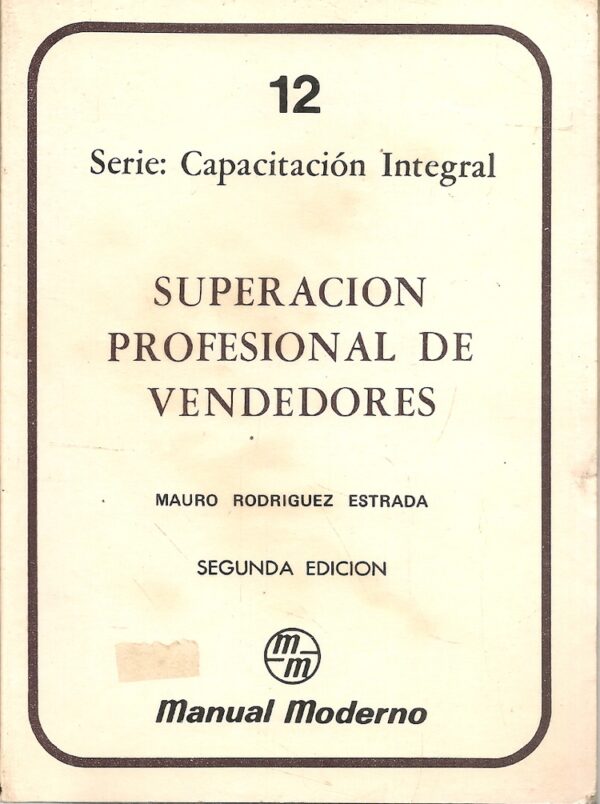 12
Serie: Capacitación Integral
SUPERACION
PROFESIONAL DE
VENDEDORES
MAURO RODRIGUEZ ESTRADA
SEGUNDA EDICION
mm
Manual Moderno